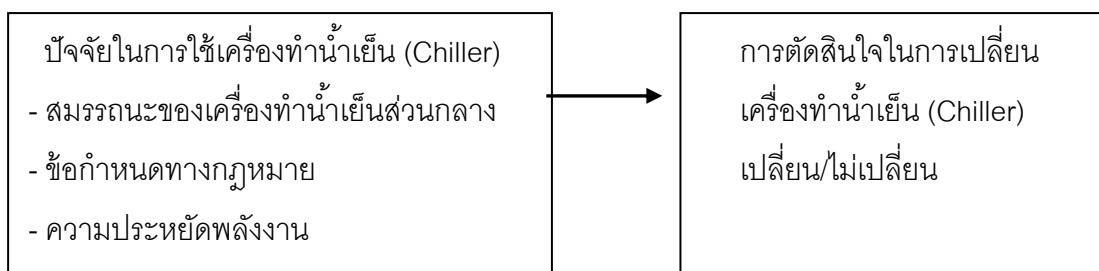 ปัจจัยในการใช้เครื่องทำน้ำเย็น (Chiller)
- สมรรถนะของเครื่องทำน้ำเย็นส่วนกลาง
- ข้อกำหนดทางกฎหมาย
- ความประหยัดพลังงาน
การตัดสินใจในการเปลี่ยน
เครื่องทำน้ำเย็น (Chiller)
เปลี่ยน/ไม่เปลี่ยน